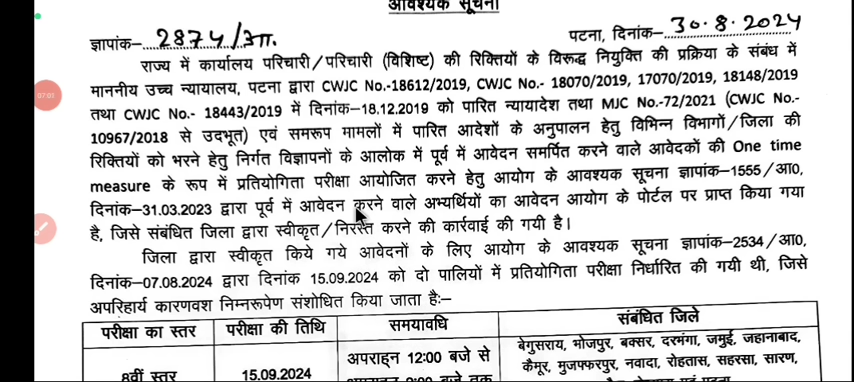 आवश्यक सूचना
ज्ञापांक–2874/आ. पटना, दिनांक–30.8.2024
राज्य में कार्यालय परिचारी/परिचारी (विशिष्ट) की रिक्तियों के विरूद्ध नियुक्ति की प्रक्रिया के संबंध में
माननीय उच्च न्यायालय, पटना द्वारा CWJC No.-18612/2019, CWJC No.- 18070/2019, 17070/2019, 18148/2019
तथा CWJC No.- 18443/2019 में दिनांक–18.12.2019 को पारित न्यायादेश तथा MJC No.-72/2021 (CWJC No.-
10967/2018 से उद्भूत) एवं समरूप मामलों में पारित आदेशों के अनुपालन हेतु विभिन्न विभागों/जिला की
रिक्तियों को भरने हेतु निर्गत विज्ञापनों के आलोक में पूर्व में आवेदन समर्पित करने वाले आवेदकों की One time
measure के रूप में प्रतियोगिता परीक्षा आयोजित करने हेतु आयोग के आवश्यक सूचना ज्ञापांक–1555/आ0,
दिनांक–31.03.2023 द्वारा पूर्व में आवेदन करने वाले अभ्यर्थियों का आवेदन आयोग के पोर्टल पर प्राप्त किया गया
है, जिसे संबंधित जिला द्वारा स्वीकृत/निरस्त करने की कार्रवाई की गयी है।
जिला द्वारा स्वीकृत किये गये आवेदनों के लिए आयोग के आवश्यक सूचना ज्ञापांक–2534/आ0,
दिनांक–07.08.2024 द्वारा दिनांक 15.09.2024 को दो पालियों में प्रतियोगिता परीक्षा निर्धारित की गयी थी, जिसे
अपरिहार्य कारणवश निम्नरूपेण संशोधित किया जाता है:–
परीक्षा का स्तर परीक्षा की तिथि समयावधि संबंधित जिले
8वीं स्तर 15.09.2024 अपराह्न 12:00 बजे से बेगुसराय, भोजपुर, बक्सर, दरभंगा, जमुई, जहानाबाद,
कैमूर, मुजफ्फरपुर, नवादा, रोहतास, सहरसा, सारण,